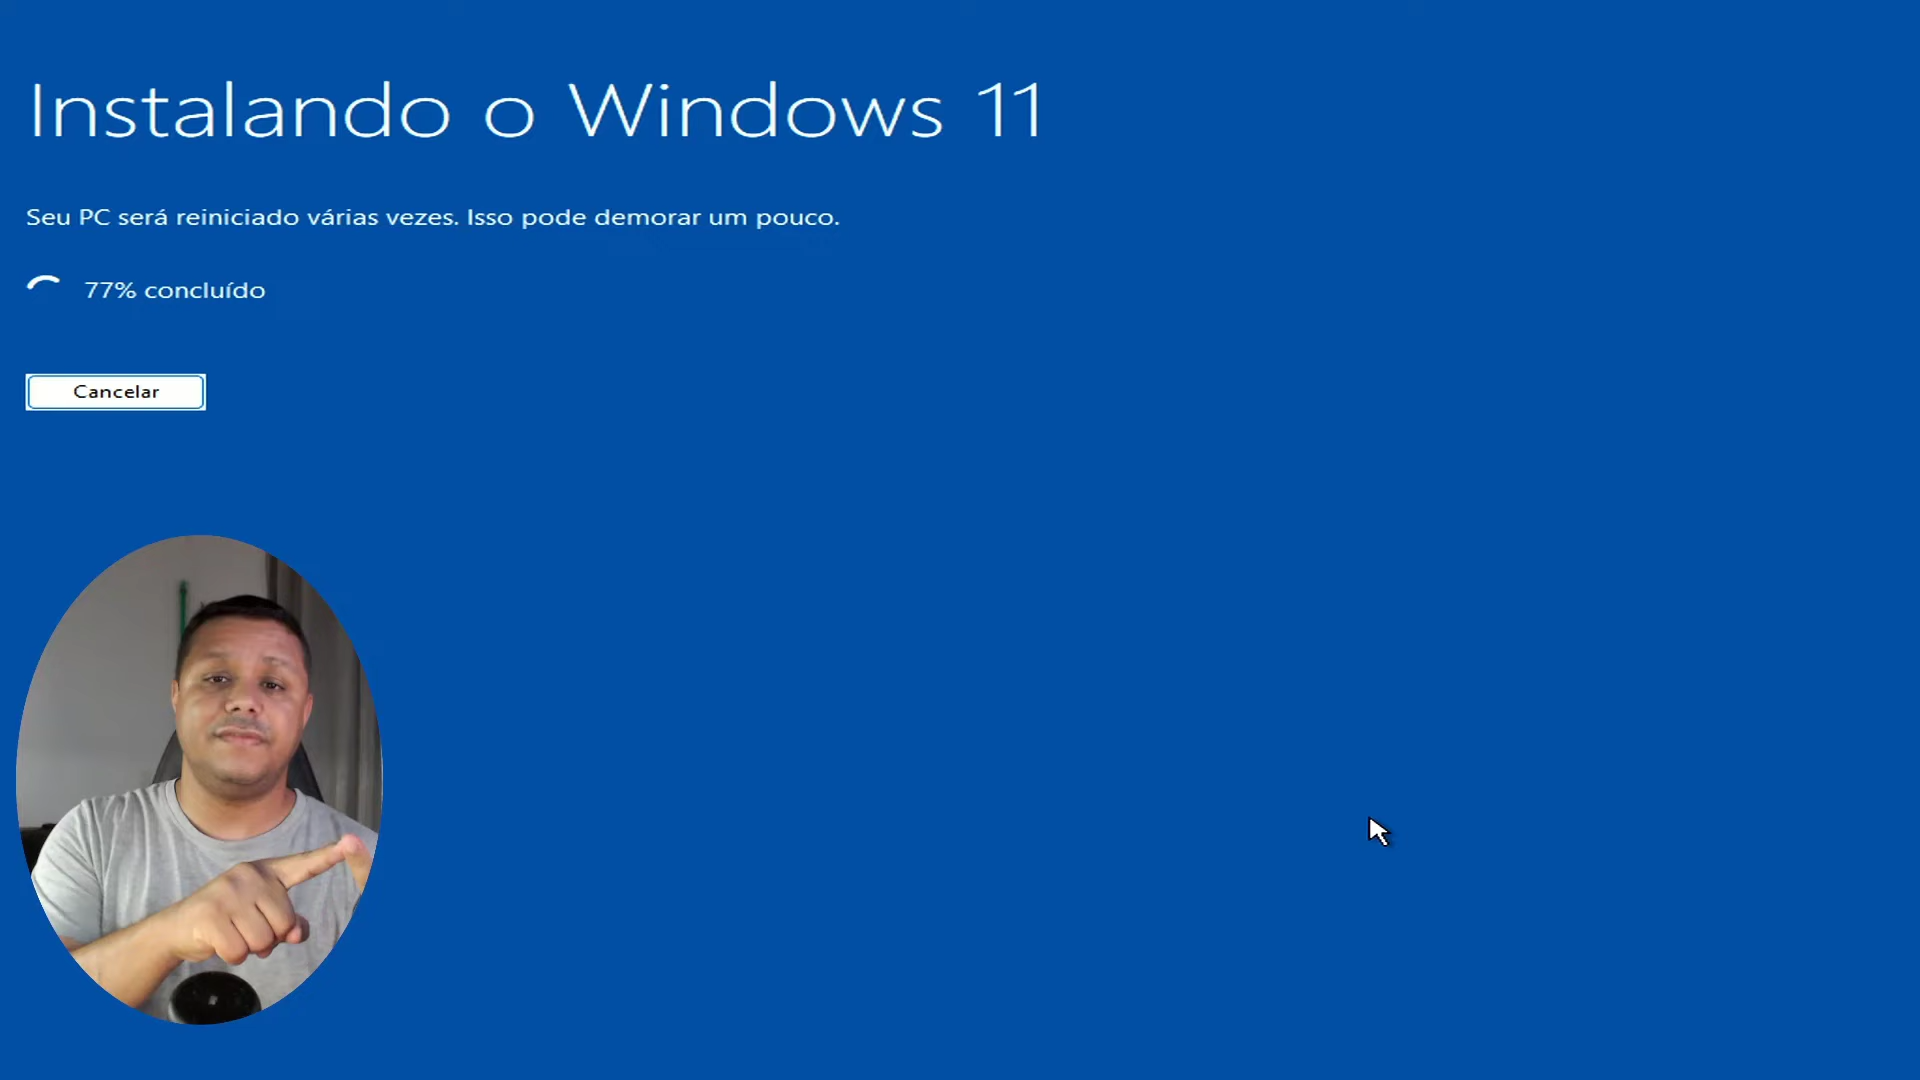 Instalando o Windows 11
Seu PC será reiniciado várias vezes. Isso pode demorar um pouco.
77% concluído
Cancelar